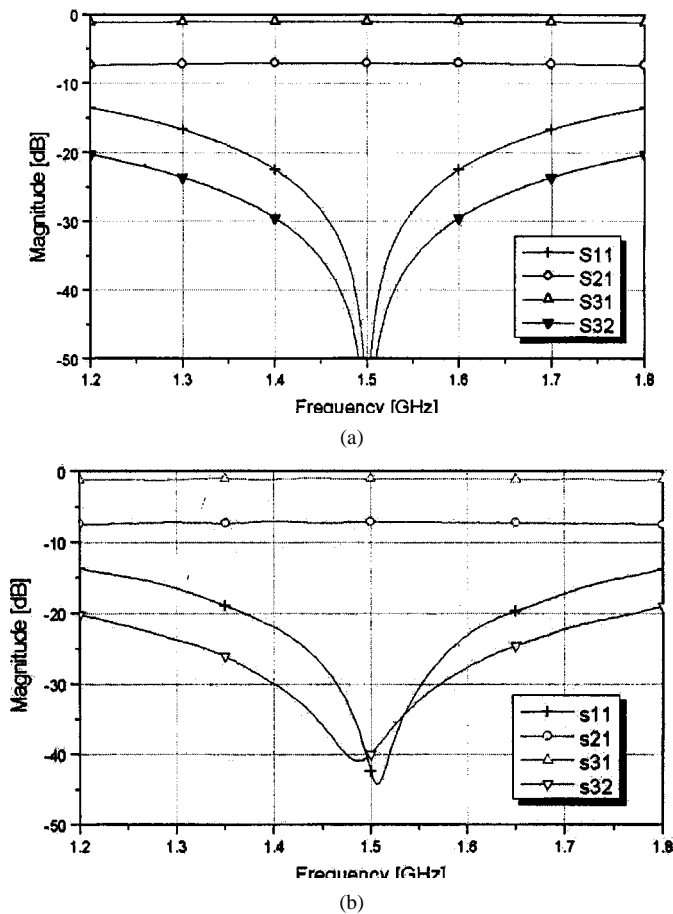 0
-10
-20
-30
-40
-50
Magnitude [dB]
S11
S21
S31
S32
1.2 1.3 1.4 1.5 1.6 1.7 1.8
Frequency [GHz]
(a)
0
-10
-20
-30
-40
-50
Magnitude [dB]
s11
s21
s31
s32
1.2 1.3 1.4 1.5 1.6 1.7 1.8
Frequency [GHz]
(b)